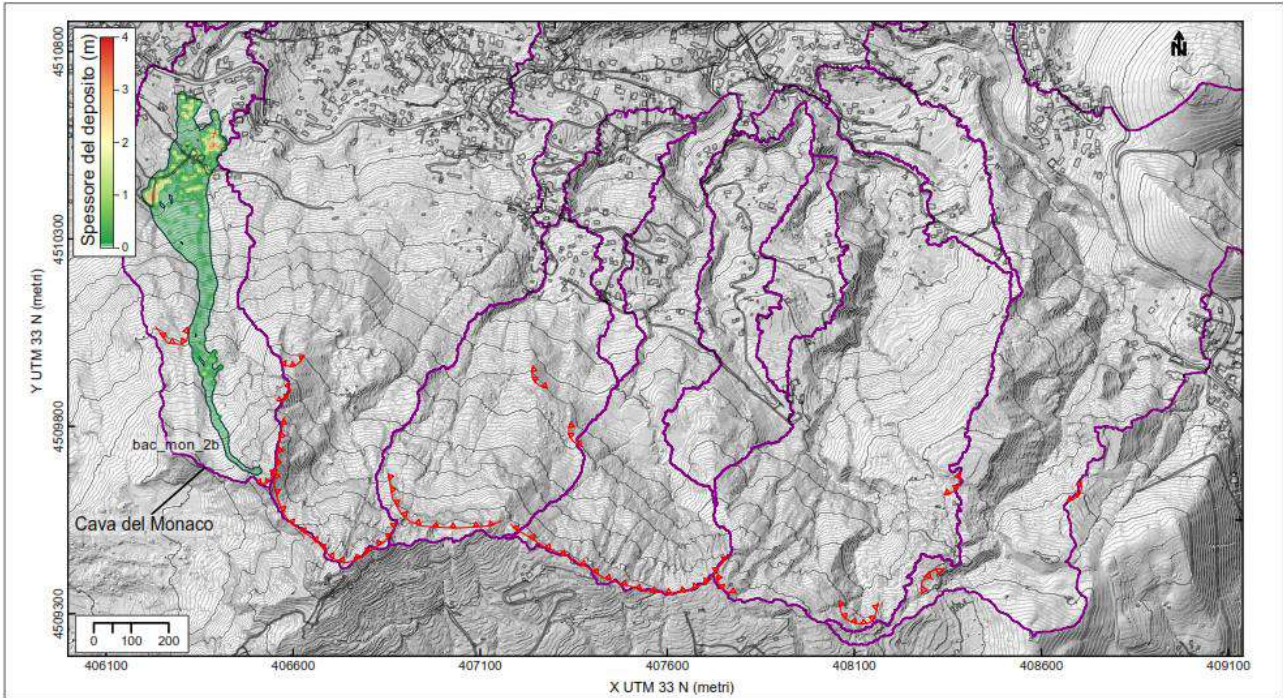 4510800
4510300
4509800
4509300
Y UTM 33 N (metri)
Spessore del deposito (m)
4
3
2
1
0
N
bac_mon_2b
Cava del Monaco
0 100 200
406100 406600 407100 407600 408100 408600 409100
X UTM 33 N (metri)